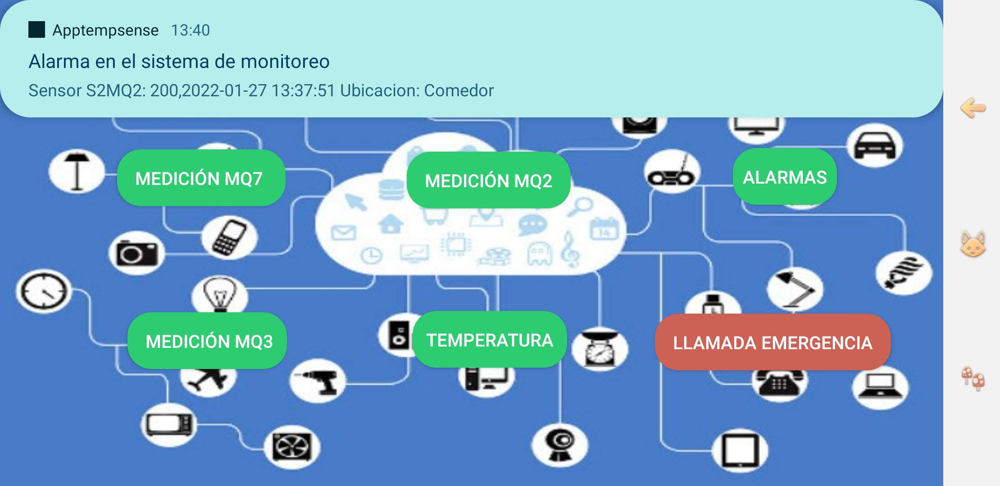 Apptempsense 13:40
Alarma en el sistema de monitoreo
Sensor S2MQ2: 200,2022-01-27 13:37:51 Ubicacion: Comedor
MEDICIÓN MQ7
MEDICIÓN MQ2
ALARMAS
14
MEDICIÓN MQ3
TEMPERATURA
LLAMADA EMERGENCIA